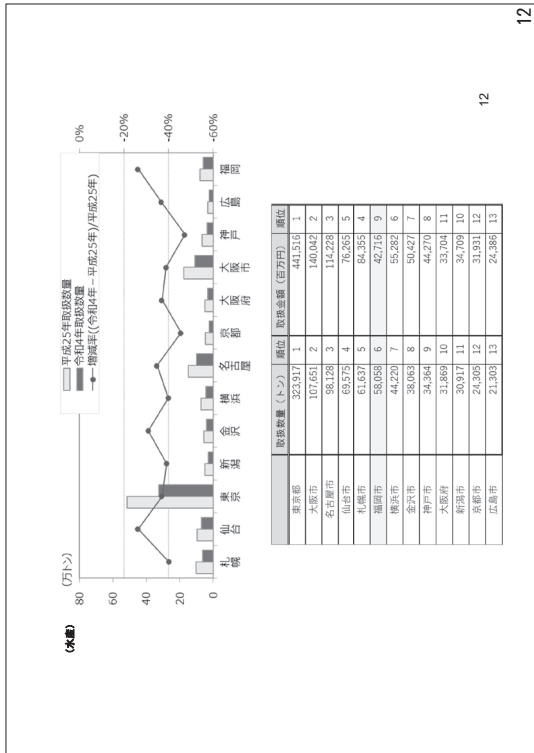 12
(水産)
(万トン)
平成25年取扱数量
令和4年取扱数量
増減率((令和4年－平成25年)/平成25年)
80
60
40
20
0
0%
-20%
-40%
-60%
札幌
仙台
東京
新潟
金沢
横浜
名古屋
京都
大阪府
大阪市
神戸
広島
福岡
取扱数量（トン） 順位 取扱金額（百万円） 順位
東京都 323,917 1 441,516 1
大阪市 107,651 2 140,042 2
名古屋市 98,128 3 114,228 3
仙台市 69,575 4 76,265 5
札幌市 61,637 5 84,355 4
福岡市 58,058 6 42,716 9
横浜市 44,220 7 55,282 6
金沢市 38,063 8 50,427 7
神戸市 34,364 9 44,270 8
大阪府 31,869 10 33,704 11
新潟市 30,917 11 34,709 10
京都市 24,305 12 31,931 12
広島市 21,303 13 24,386 13
12